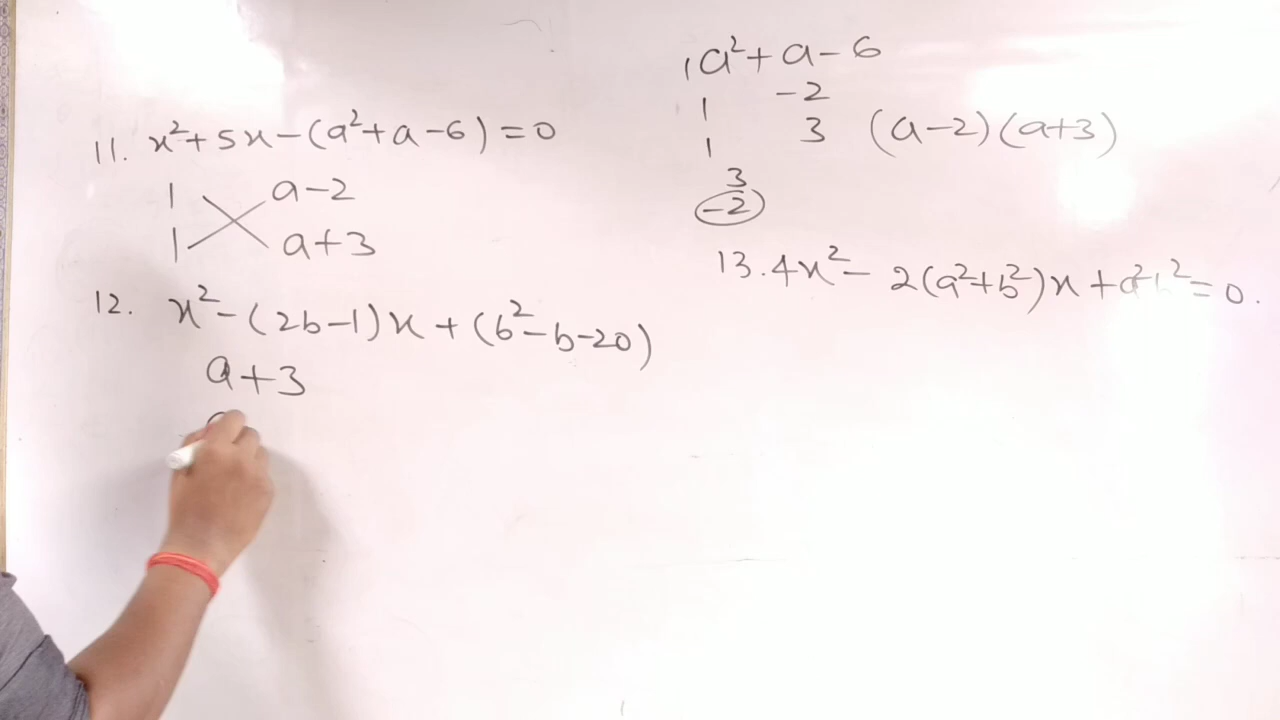 11. x²+5x-(a²+a-6)=0
1 a-2
1 a+3
12. x²-(2b-1)x+(b²-b-20)
a+3
1a²+a-6
1 -2
1 3 (a-2)(a+3)
3
-2
13. 4x²-2(a²+b²)x+a²b²=0.